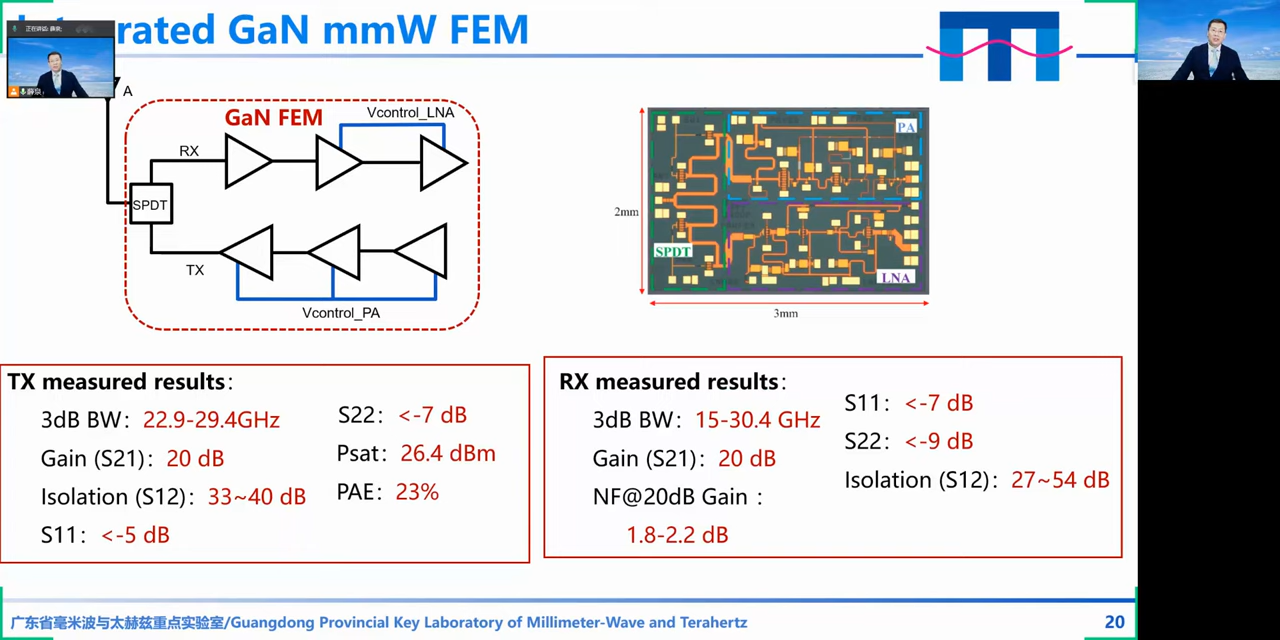 rated GaN mmW FEM
A
GaN FEM
Vcontrol_LNA
RX
SPDT
TX
Vcontrol_PA
PA
2mm
SPDT
LNA
3mm
TX measured results:
3dB BW: 22.9-29.4GHz
Gain (S21): 20 dB
Isolation (S12): 33~40 dB
S11: <-5 dB
S22: <-7 dB
Psat: 26.4 dBm
PAE: 23%
RX measured results:
3dB BW: 15-30.4 GHz
Gain (S21): 20 dB
NF@20dB Gain :
1.8-2.2 dB
S11: <-7 dB
S22: <-9 dB
Isolation (S12): 27~54 dB
广东省毫米波与太赫兹重点实验室/Guangdong Provincial Key Laboratory of Millimeter-Wave and Terahertz
20